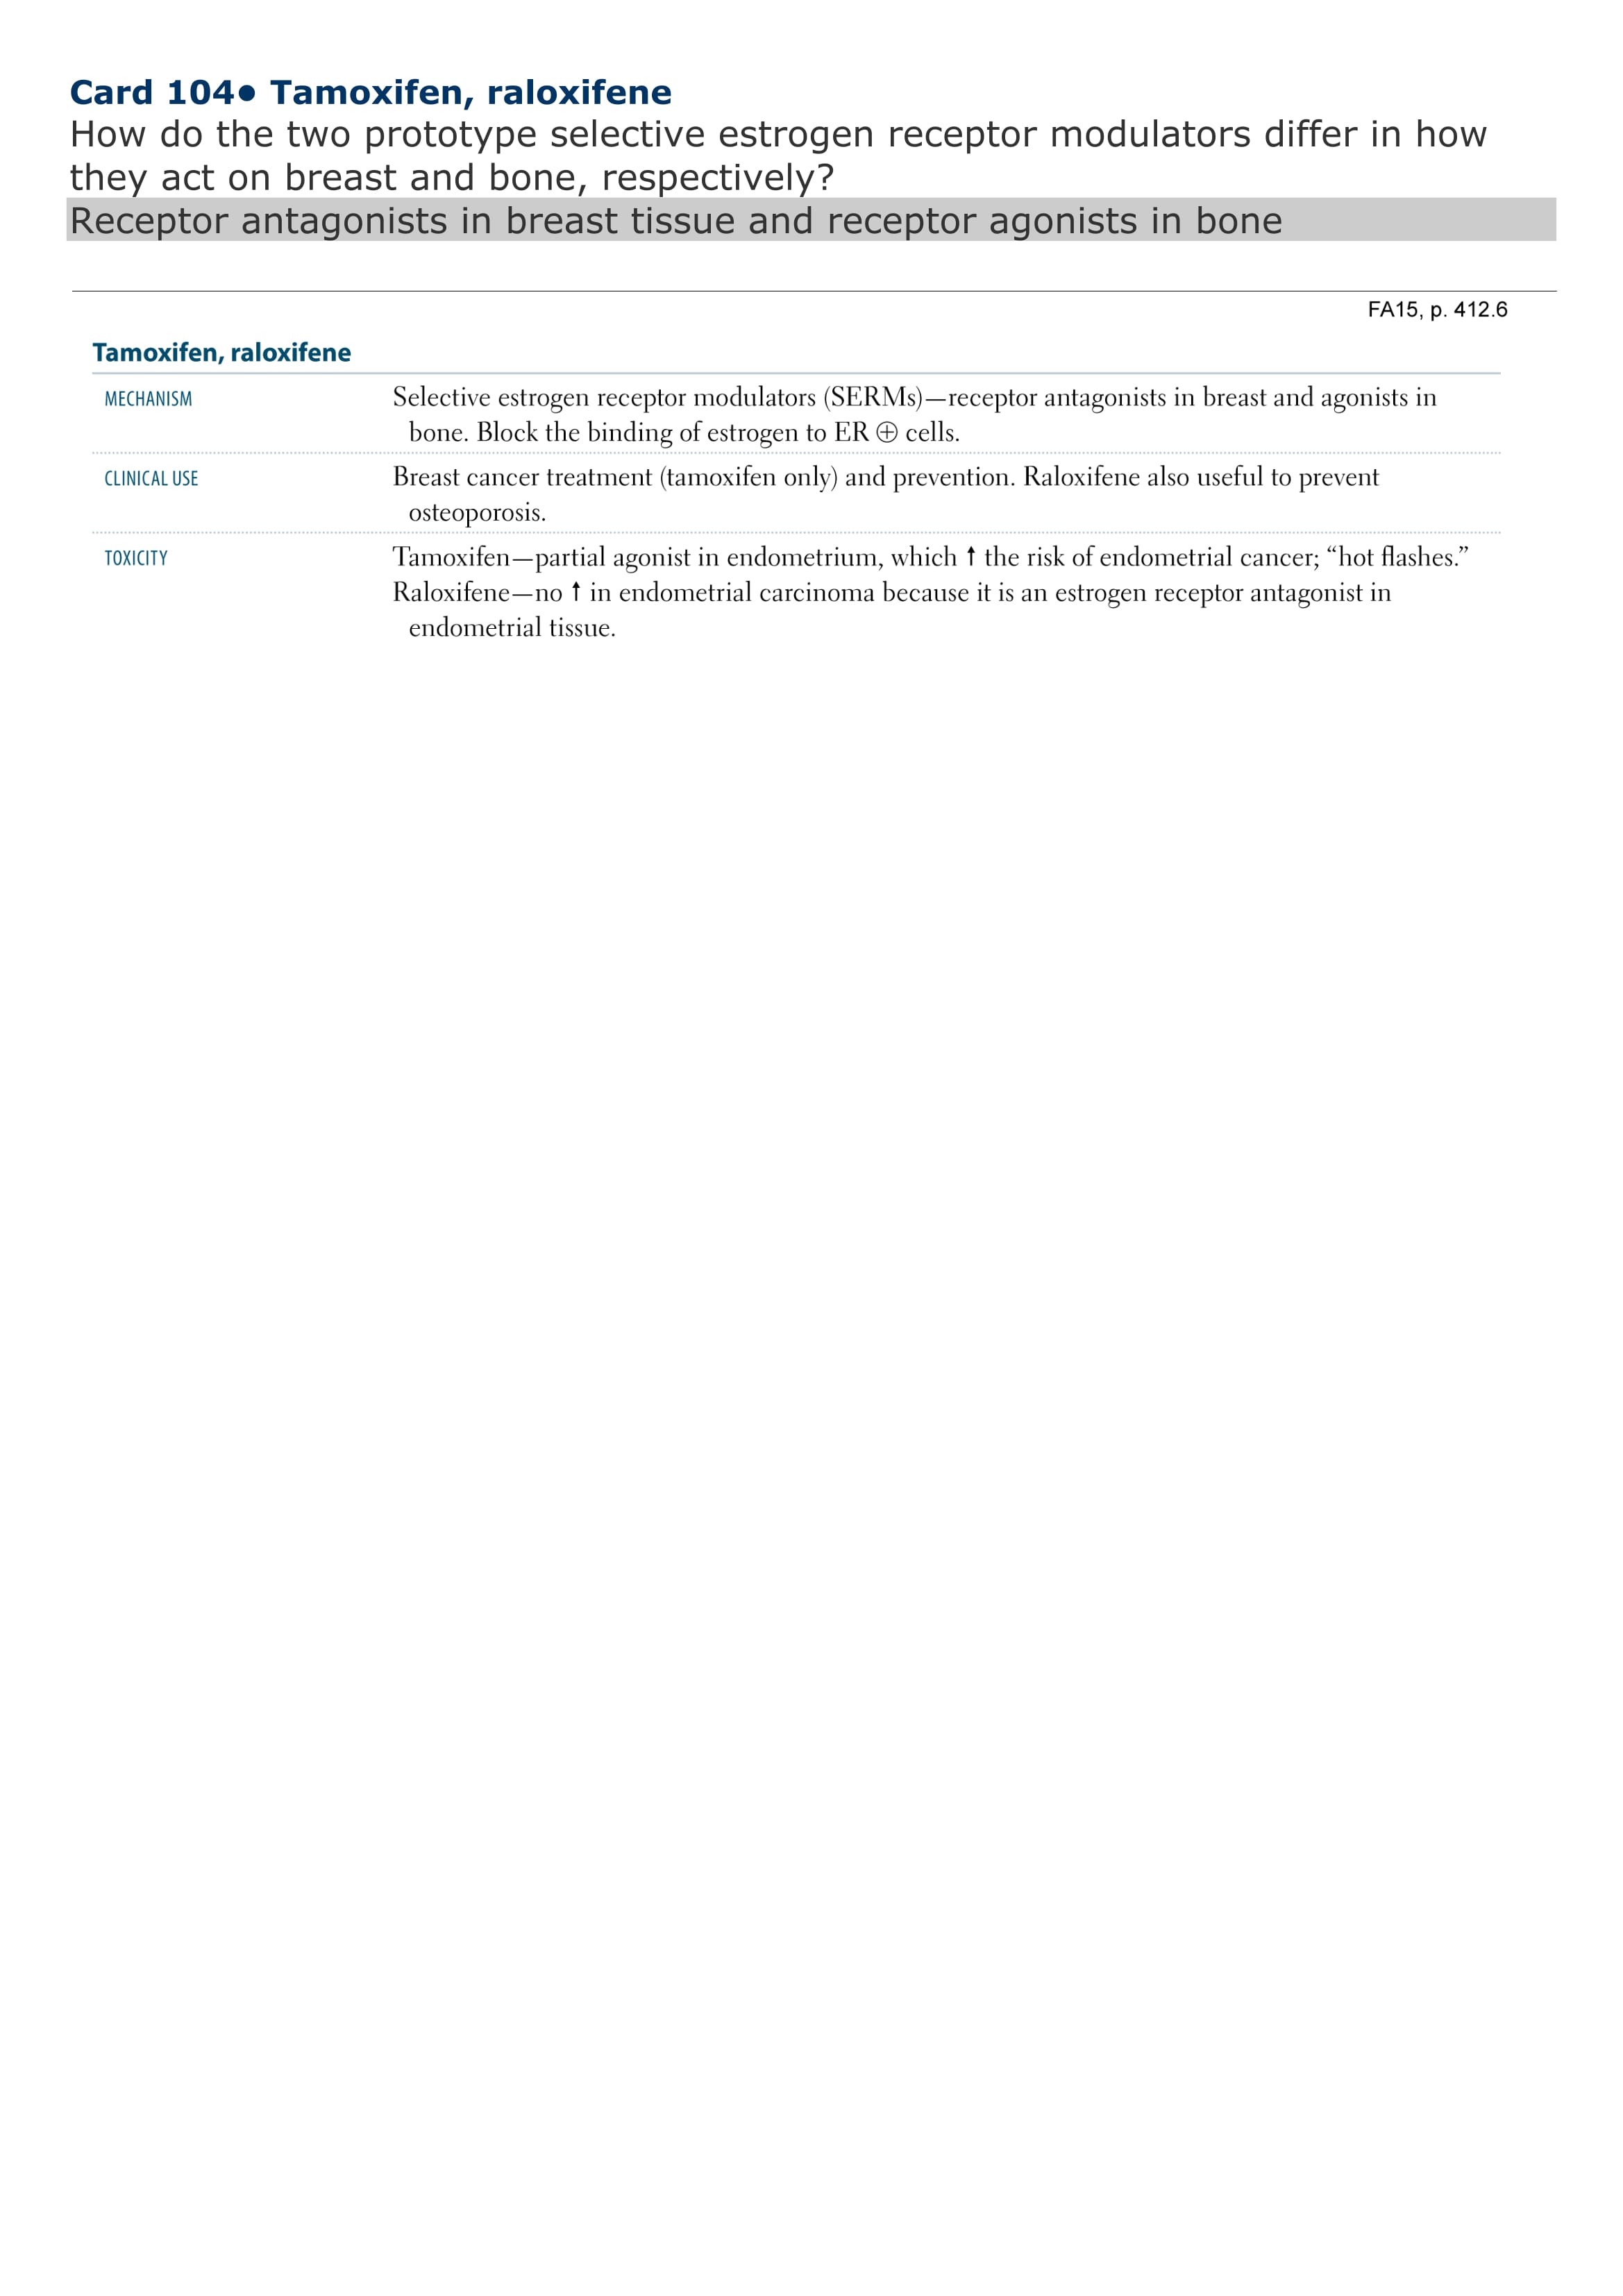 Card 104• Tamoxifen, raloxifene
How do the two prototype selective estrogen receptor modulators differ in how
they act on breast and bone, respectively?
Receptor antagonists in breast tissue and receptor agonists in bone
FA15, p. 412.6
Tamoxifen, raloxifene
MECHANISM Selective estrogen receptor modulators (SERMs)—receptor antagonists in breast and agonists in
bone. Block the binding of estrogen to ER ⊕ cells.
CLINICAL USE Breast cancer treatment (tamoxifen only) and prevention. Raloxifene also useful to prevent
osteoporosis.
TOXICITY Tamoxifen—partial agonist in endometrium, which ↑ the risk of endometrial cancer; “hot flashes.”
Raloxifene—no ↑ in endometrial carcinoma because it is an estrogen receptor antagonist in
endometrial tissue.